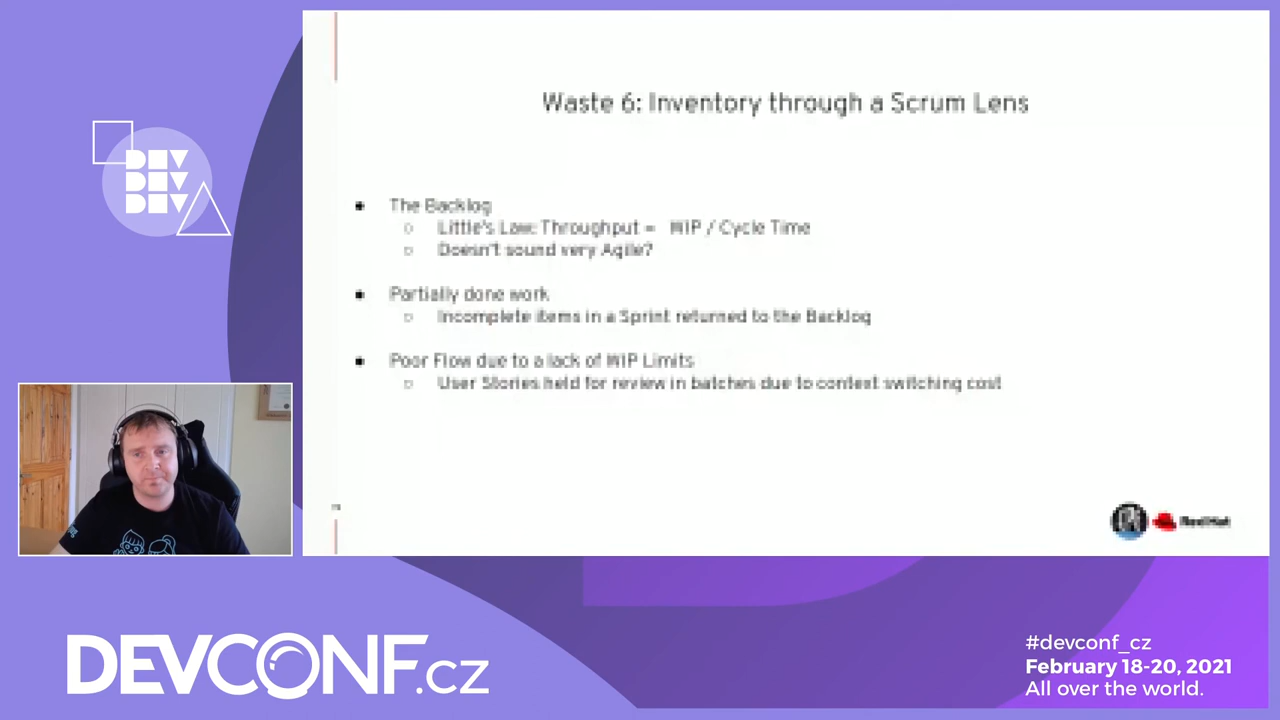 Waste 6: Inventory through a Scrum Lens
The Backlog
Little's Law: Throughput = WIP / Cycle Time
Doesn't sound very Agile?
Partially done work
Incomplete items in a Sprint returned to the Backlog
Poor Flow due to a lack of WIP Limits
User Stories held for review in batches due to context switching cost
Red Hat
DEV
DEV
DEV
DEVCONF.cz
#devconf_cz
February 18-20, 2021
All over the world.